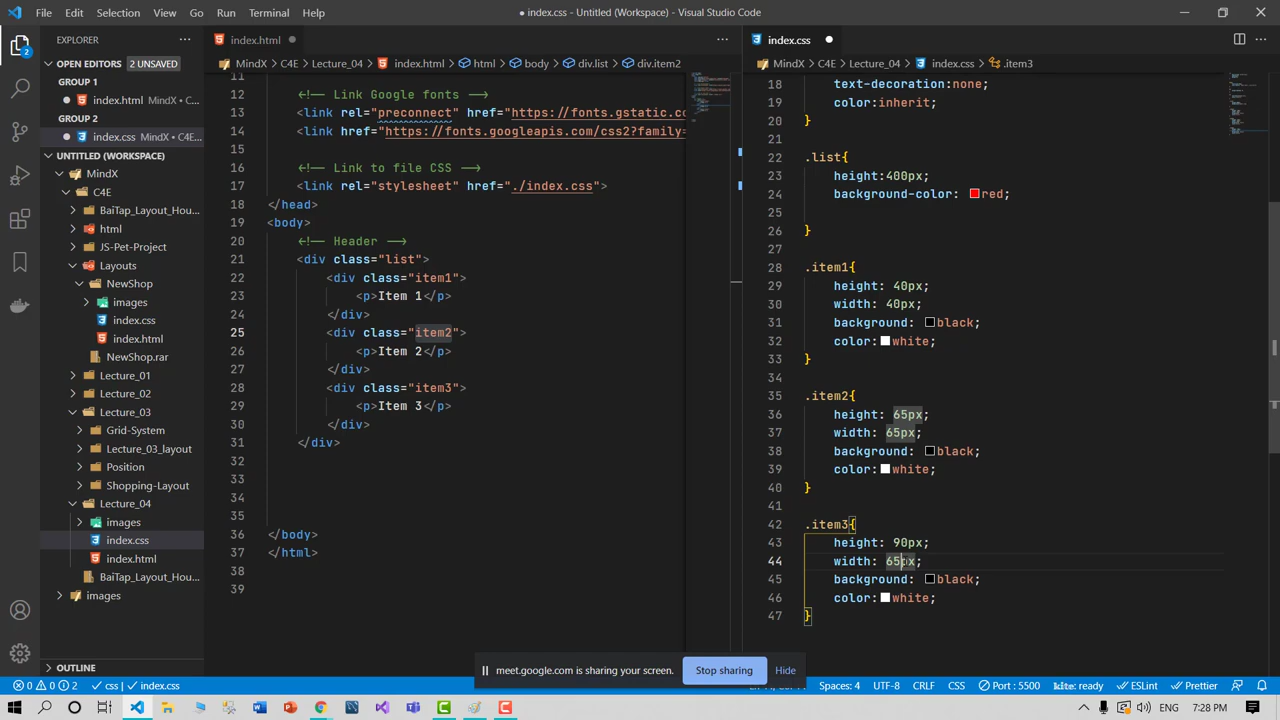 File Edit Selection View Go Run Terminal Help
● index.css - Untitled (Workspace) - Visual Studio Code
EXPLORER
OPEN EDITORS 2 UNSAVED
GROUP 1
index.html MindX\C4E\Lecture_04
GROUP 2
index.css MindX\C4E\Lecture_04
UNTITLED (WORKSPACE)
MindX
C4E
BaiTap_Layout_Hou...
html
JS-Pet-Project
Layouts
NewShop
images
index.css
index.html
NewShop.rar
Lecture_01
Lecture_02
Lecture_03
Grid-System
Lecture_03_layout
Position
Shopping-Layout
Lecture_04
images
index.css
index.html
BaiTap_Layout_Hou...
images
OUTLINE
index.html
MindX > C4E > Lecture_04 > index.html > html > body > div.list > div.item2
11
12 <!-- Link Google fonts -->
13 <link rel="preconnect" href="https://fonts.gstatic.co
14 <link href="https://fonts.googleapis.com/css2?family=
15
16 <!-- Link to file CSS -->
17 <link rel="stylesheet" href="./index.css">
18 </head>
19 <body>
20 <!-- Header -->
21 <div class="list">
22 <div class="item1">
23 <p>Item 1</p>
24 </div>
25 <div class="item2">
26 <p>Item 2</p>
27 </div>
28 <div class="item3">
29 <p>Item 3</p>
30 </div>
31 </div>
32
33
34
35
36 </body>
37 </html>
38
39
index.css
MindX > C4E > Lecture_04 > index.css > .item3
18 text-decoration:none;
19 color:inherit;
20 }
21
22 .list{
23 height:400px;
24 background-color: red;
25
26 }
27
28 .item1{
29 height: 40px;
30 width: 40px;
31 background: black;
32 color:white;
33 }
34
35 .item2{
36 height: 65px;
37 width: 65px;
38 background: black;
39 color:white;
40 }
41
42 .item3{
43 height: 90px;
44 width: 65px;
45 background: black;
46 color:white;
47 }
meet.google.com is sharing your screen. Stop sharing Hide
0 0 2 css | index.css
Spaces: 4 UTF-8 CRLF CSS Port : 5500 kite: ready ESLint Prettier
7:28 PM